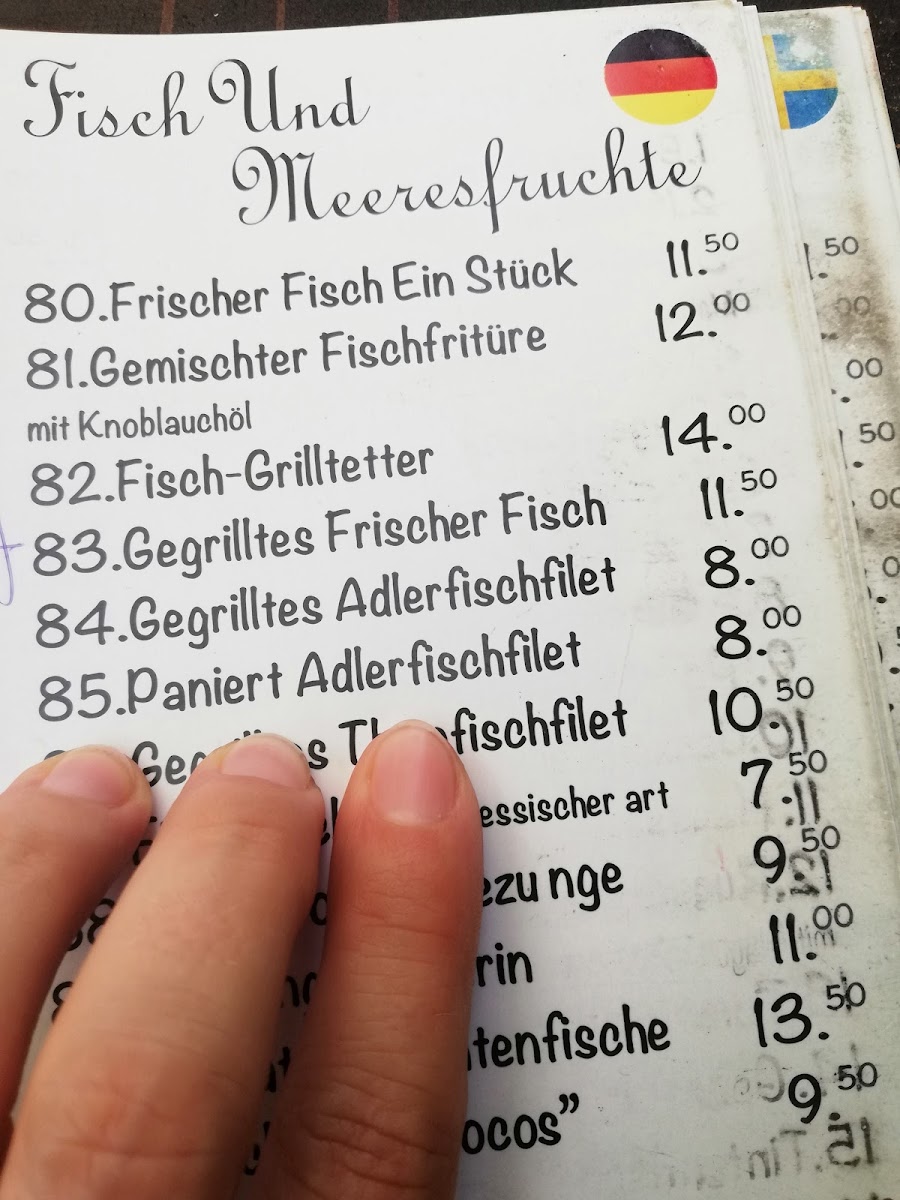 Fisch Und
Meeresfruchte
80.Frischer Fisch Ein Stück 11.50
81.Gemischter Fischfritüre 12.00
mit Knoblauchöl
82.Fisch-Grilltetter 14.00
83.Gegrilltes Frischer Fisch 11.50
84.Gegrilltes Adlerfischfilet 8.00
85.Paniert Adlerfischfilet 8.00
fischfilet 10.50
essischer art 7.50
ezunge 9.50
rin 11.00
tenfische 13.50
ocos” 9.50